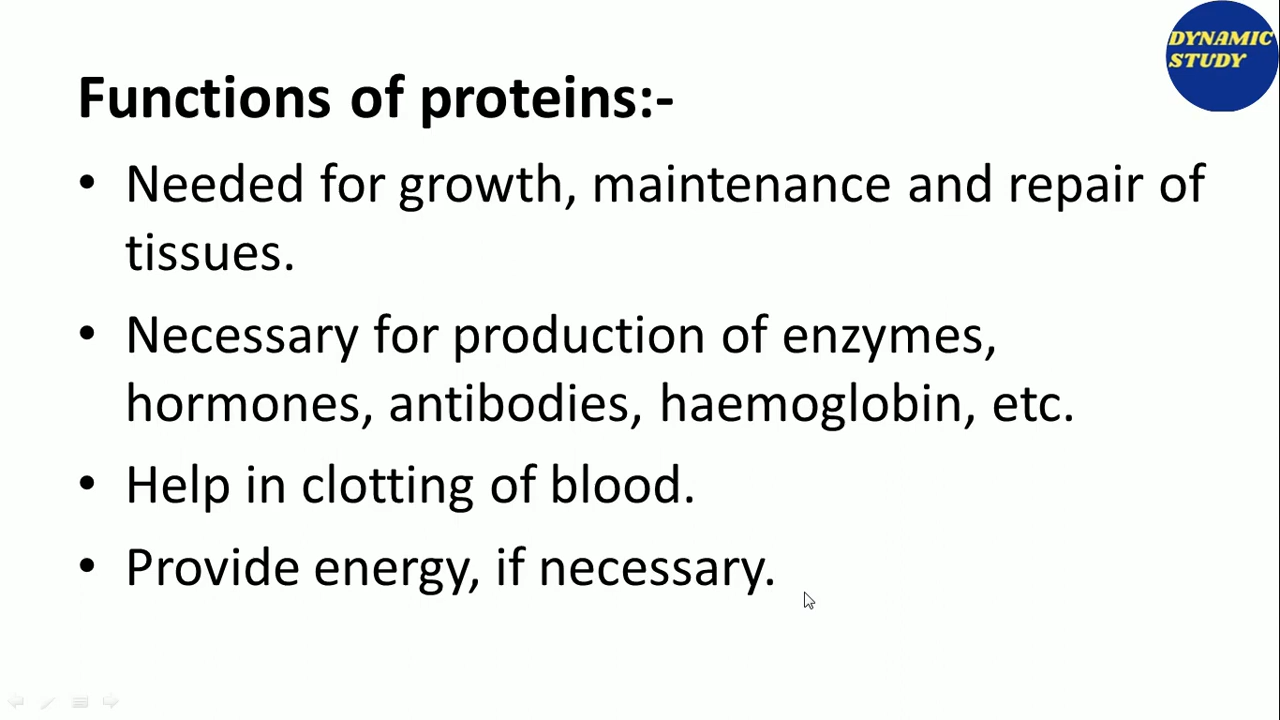 DYNAMIC
STUDY
Functions of proteins:-
• Needed for growth, maintenance and repair of
tissues.
• Necessary for production of enzymes,
hormones, antibodies, haemoglobin, etc.
• Help in clotting of blood.
• Provide energy, if necessary.